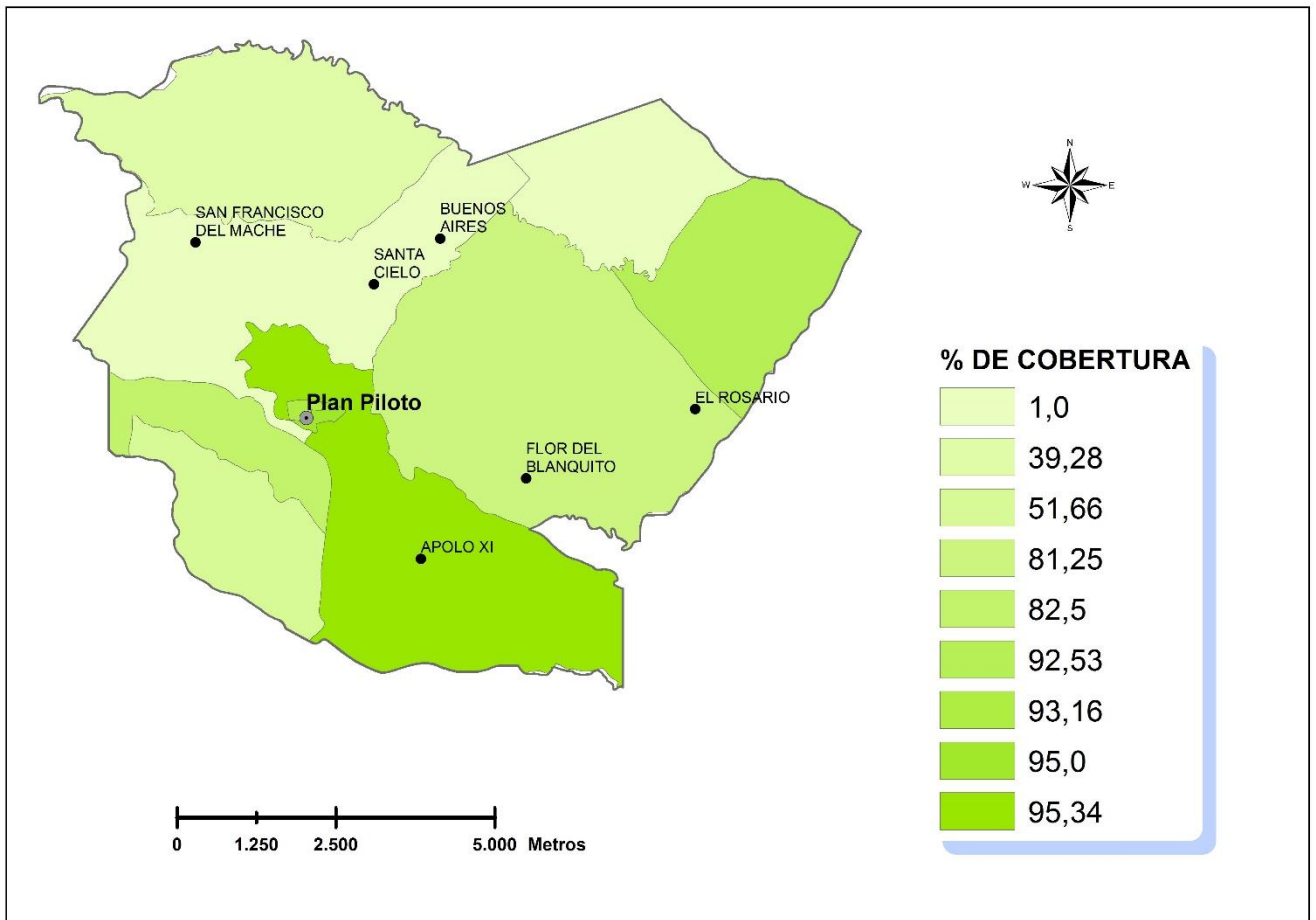 N
W
E
S
SAN FRANCISCO
DEL MACHE
BUENOS
AIRES
SANTA
CIELO
Plan Piloto
EL ROSARIO
FLOR DEL
BLANQUITO
APOLO XI
% DE COBERTURA
1,0
39,28
51,66
81,25
82,5
92,53
93,16
95,0
95,34
0 1.250 2.500 5.000 Metros